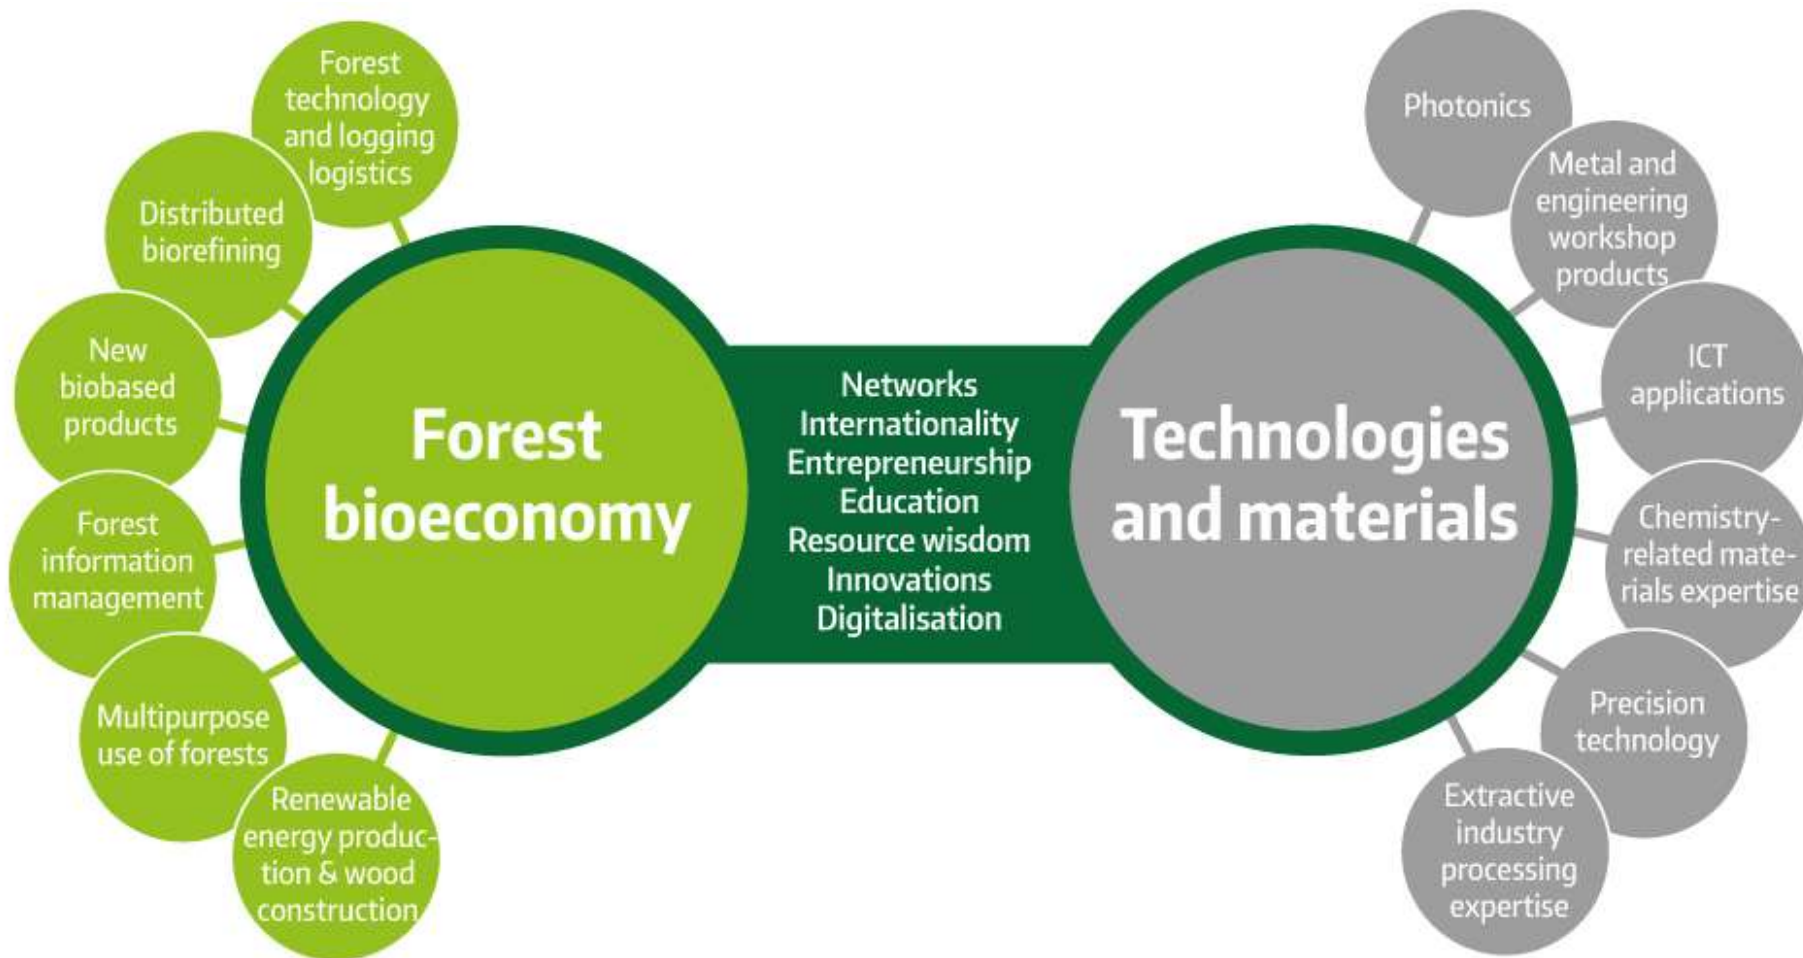 Forest
technology
and logging
logistics
Distributed
biorefining
New
biobased
products
Forest
information
management
Multipurpose
use of forests
Renewable
energy produc-
tion & wood
construction
Forest
bioeconomy
Networks
Internationality
Entrepreneurship
Education
Resource wisdom
Innovations
Digitalisation
Technologies
and materials
Photonics
Metal and
engineering
workshop
products
ICT
applications
Chemistry-
related mate-
rials expertise
Precision
technology
Extractive
industry
processing
expertise